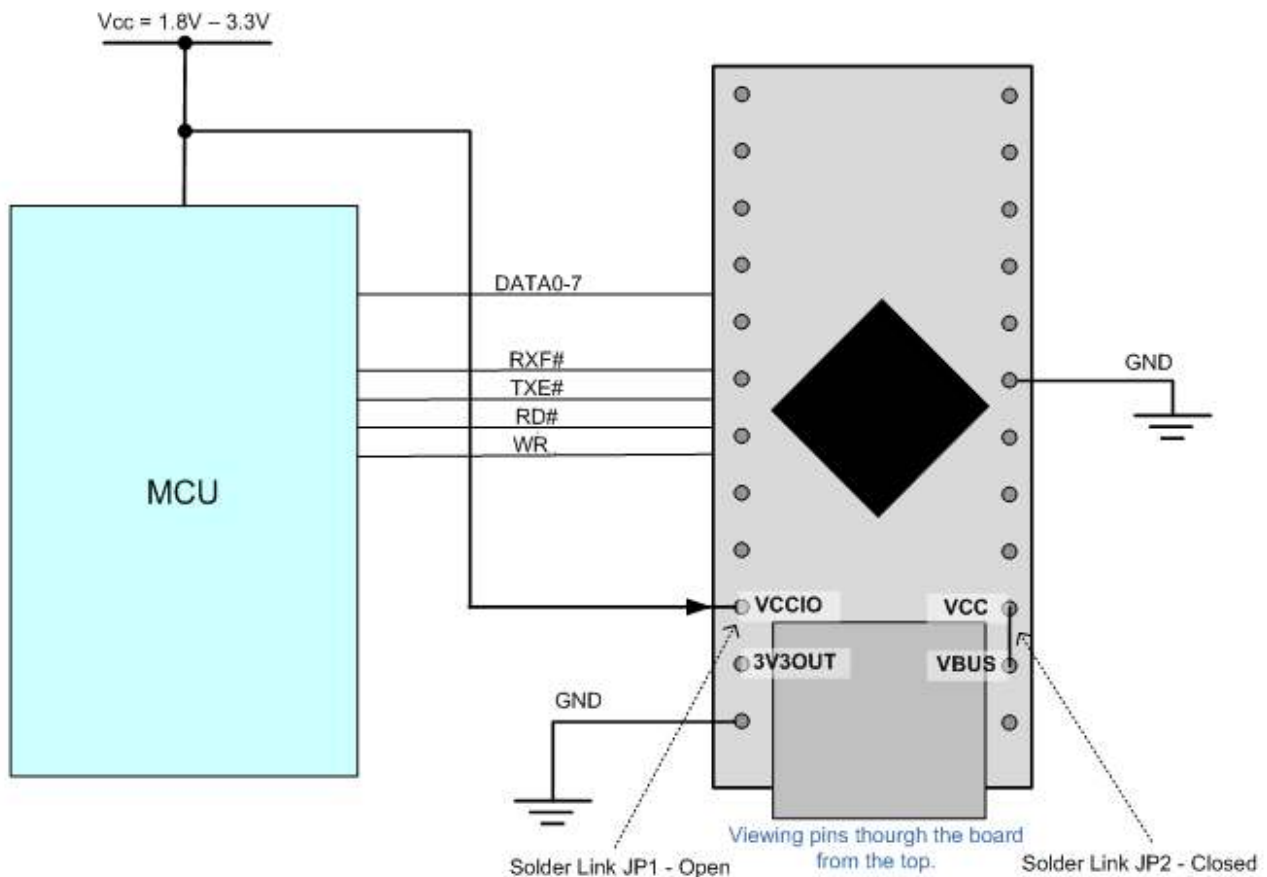 Vcc = 1.8V – 3.3V
DATA0-7
RXF#
TXE#
RD#
WR
MCU
GND
VCCIO
VCC
3V3OUT
VBUS
GND
Viewing pins thourgh the board
from the top.
Solder Link JP1 - Open
Solder Link JP2 - Closed